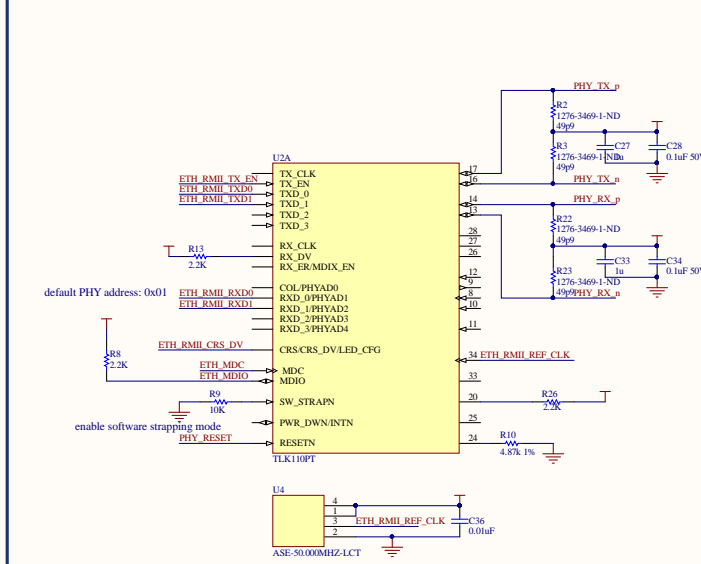 PHY_TX_p
R2
1276-3469-1-ND
49p9
R3
1276-3469-1-ND
49p9
C27
1u
C28
0.1uF 50V
PHY_TX_n
PHY_RX_p
R22
1276-3469-1-ND
49p9
R23
1276-3469-1-ND
49p9
C33
1u
C34
0.1uF 50V
PHY_RX_n
U2A
TX_CLK
ETH_RMII_TX_EN
TX_EN
ETH_RMII_TXD0
TXD_0
ETH_RMII_TXD1
TXD_1
TXD_2
TXD_3
RX_CLK
R13
2.2K
RX_DV
RX_ER/MDIX_EN
default PHY address: 0x01
COL/PHYAD0
ETH_RMII_RXD0
RXD_0/PHYAD1
ETH_RMII_RXD1
RXD_1/PHYAD2
RXD_2/PHYAD3
RXD_3/PHYAD4
ETH_RMII_CRS_DV
CRS/CRS_DV/LED_CFG
R8
2.2K
ETH_MDC
MDC
ETH_MDIO
MDIO
R9
10K
SW_STRAPN
enable software strapping mode
PWR_DWN/INTN
PHY_RESET
RESETN
TLK110PT
17
16
14
13
28
27
26
12
9
8
10
11
34
ETH_RMII_REF_CLK
33
20
R26
2.2K
25
24
R10
4.87k 1%
U4
4
1
3
ETH_RMII_REF_CLK
2
C36
0.01uF
ASE-50.000MHZ-LCT